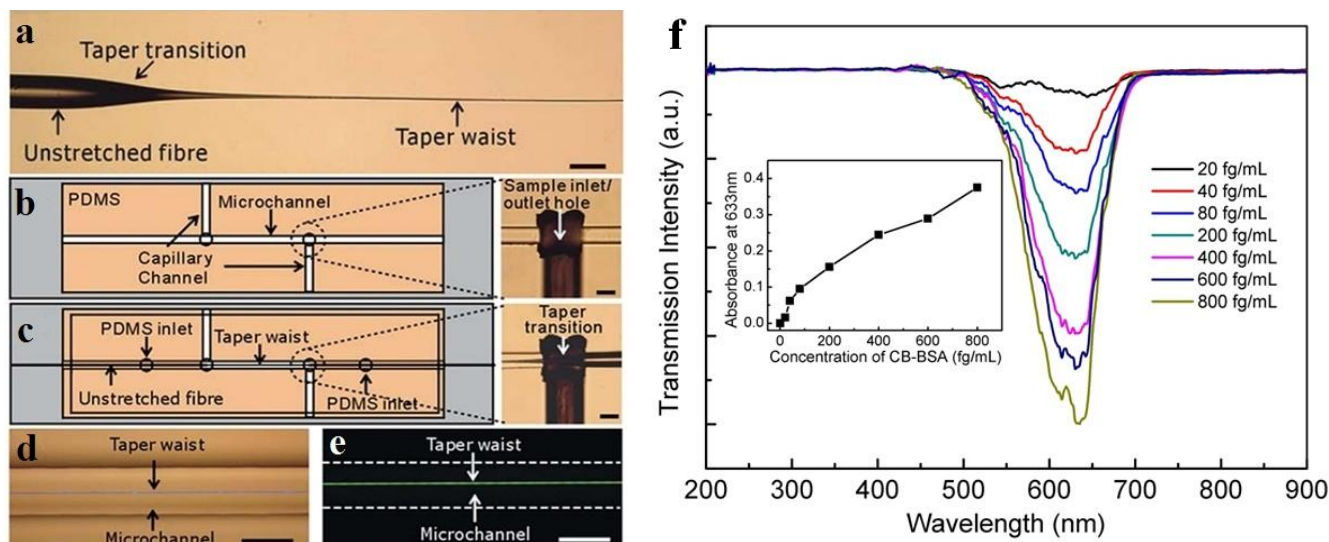 a
Taper transition
Unstretched fibre
Taper waist
b
PDMS
Microchannel
Capillary
Channel
Sample inlet/
outlet hole
c
PDMS inlet
Taper waist
Unstretched fibre
PDMS inlet
Taper
transition
d
Taper waist
Microchannel
e
Taper waist
Microchannel
f
Transmission Intensity (a.u.)
20 fg/mL
40 fg/mL
80 fg/mL
200 fg/mL
400 fg/mL
600 fg/mL
800 fg/mL
Absorbance at 633nm
0.4
0.3
0.2
0.1
0.0
0 200 400 600 800
Concentration of CB-BSA (fg/mL)
200 300 400 500 600 700 800 900
Wavelength (nm)